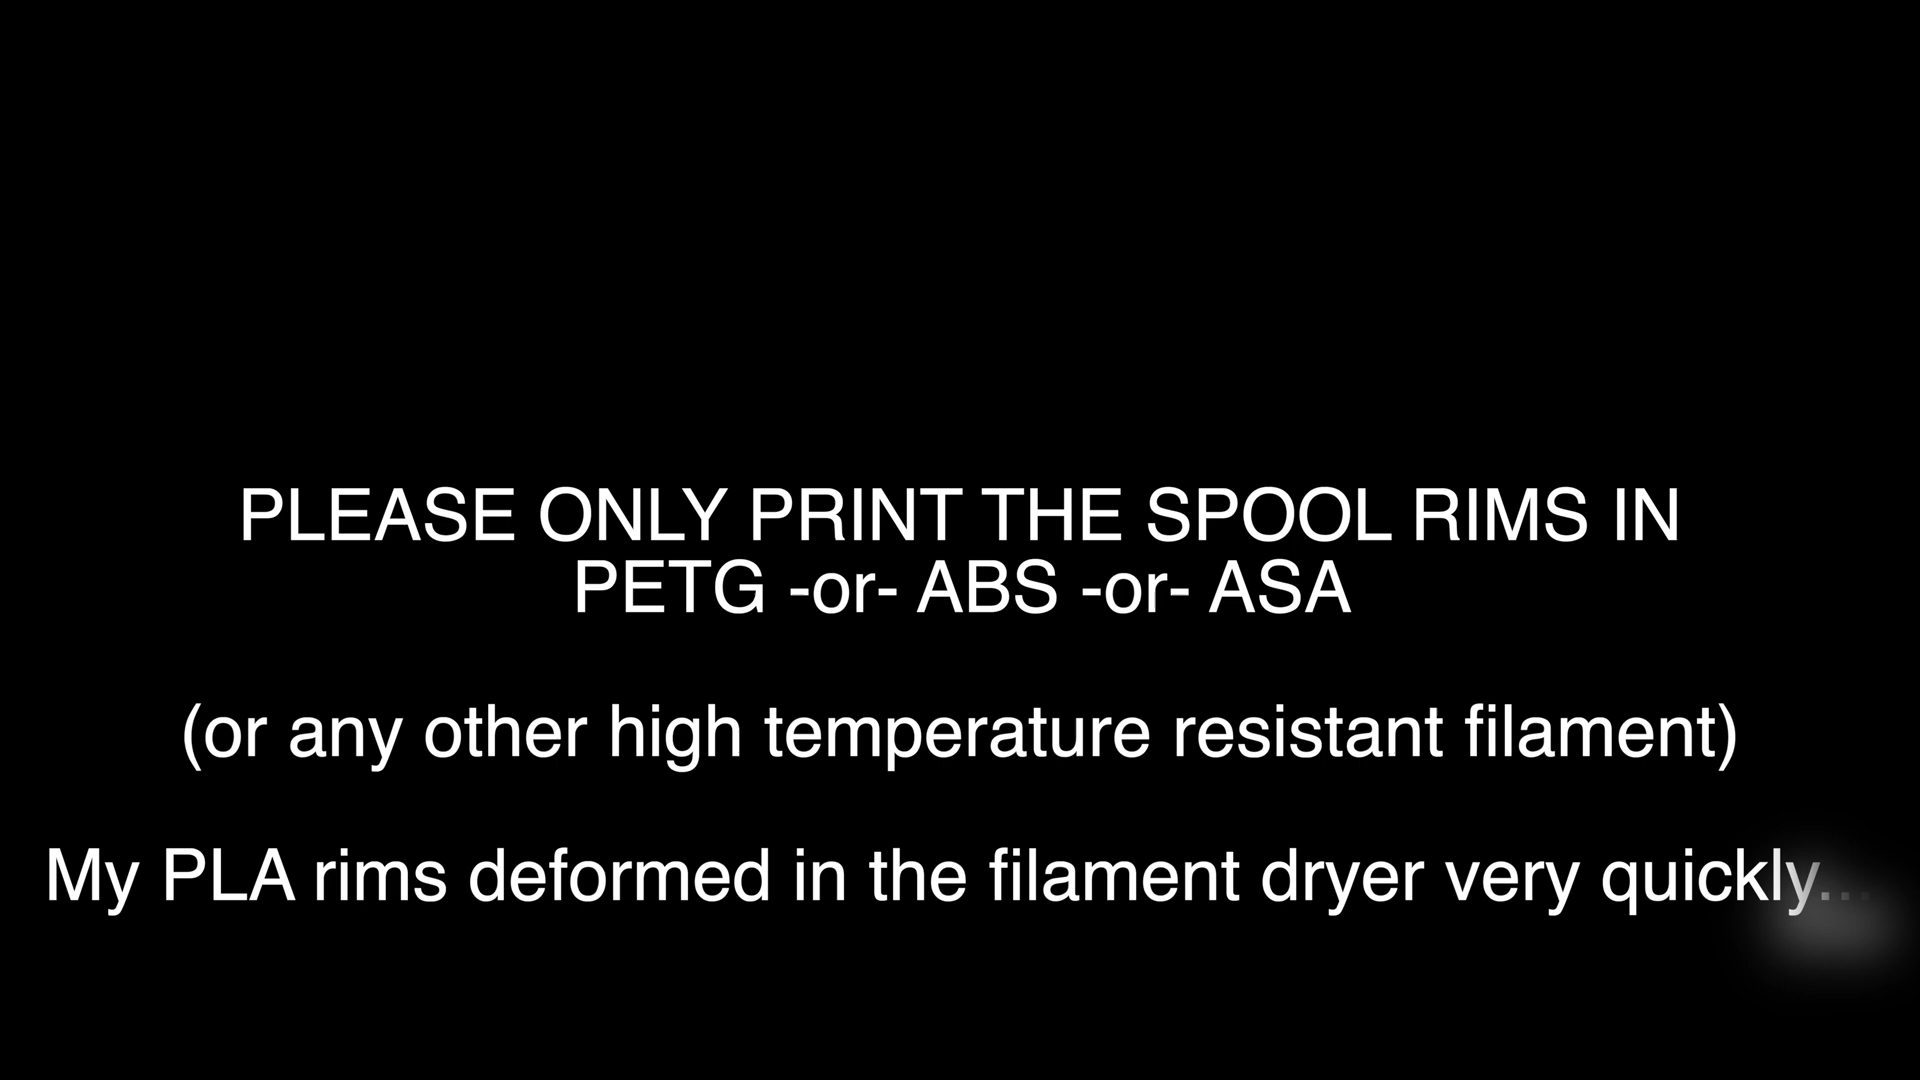 PLEASE ONLY PRINT THE SPOOL RIMS IN
PETG -or- ABS -or- ASA
(or any other high temperature resistant filament)
My PLA rims deformed in the filament dryer very quickly...